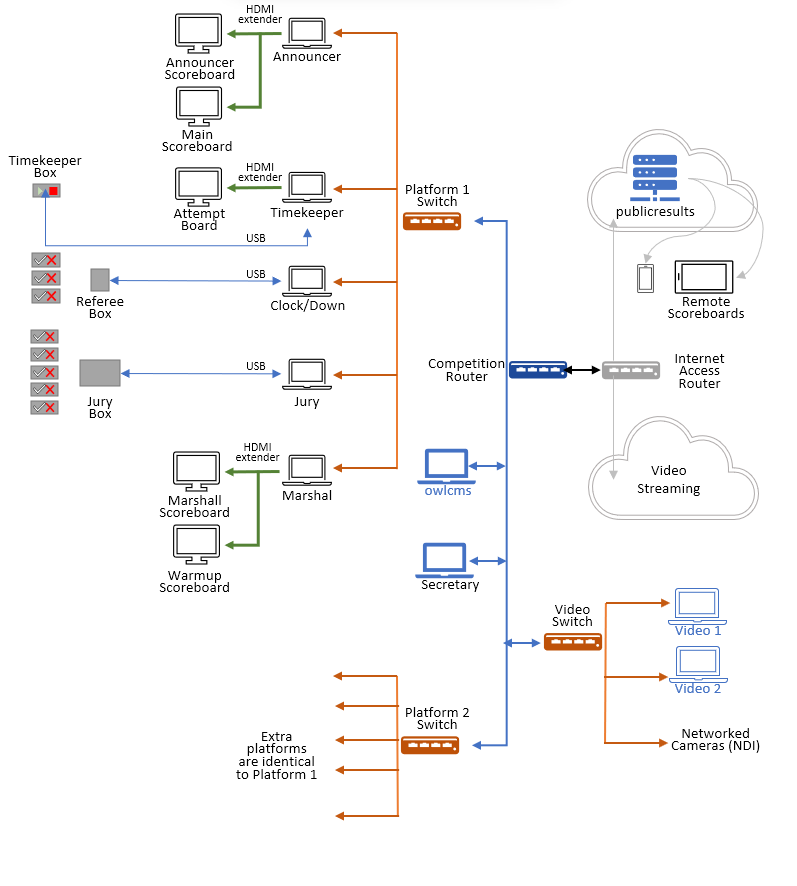 HDMI
extender
Announcer
Scoreboard
Announcer
Main
Scoreboard
Timekeeper
Box
HDMI
extender
Attempt
Board
Timekeeper
Platform 1
Switch
publicresults
USB
USB
Referee
Box
Clock/Down
Remote
Scoreboards
USB
Jury
Box
Jury
Competition
Router
Internet
Access
Router
HDMI
extender
Marshall
Scoreboard
Marshal
owlcms
Video
Streaming
Warmup
Scoreboard
Secretary
Video
Switch
Video 1
Video 2
Platform 2
Switch
Extra
platforms
are identical
to Platform 1
Networked
Cameras (NDI)